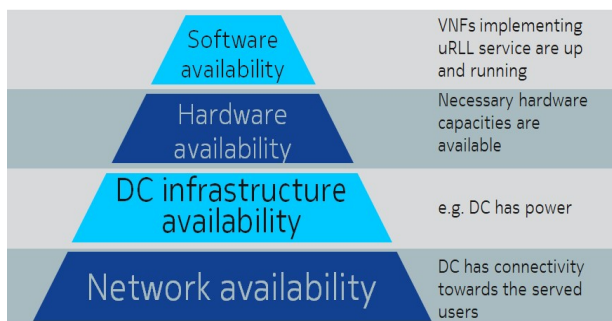 Software
availability
VNFs implementing
uRLL service are up
and running
Hardware
availability
Necessary hardware
capacities are
available
DC infrastructure
availability
e.g. DC has power
Network availability
DC has connectivity
towards the served
users